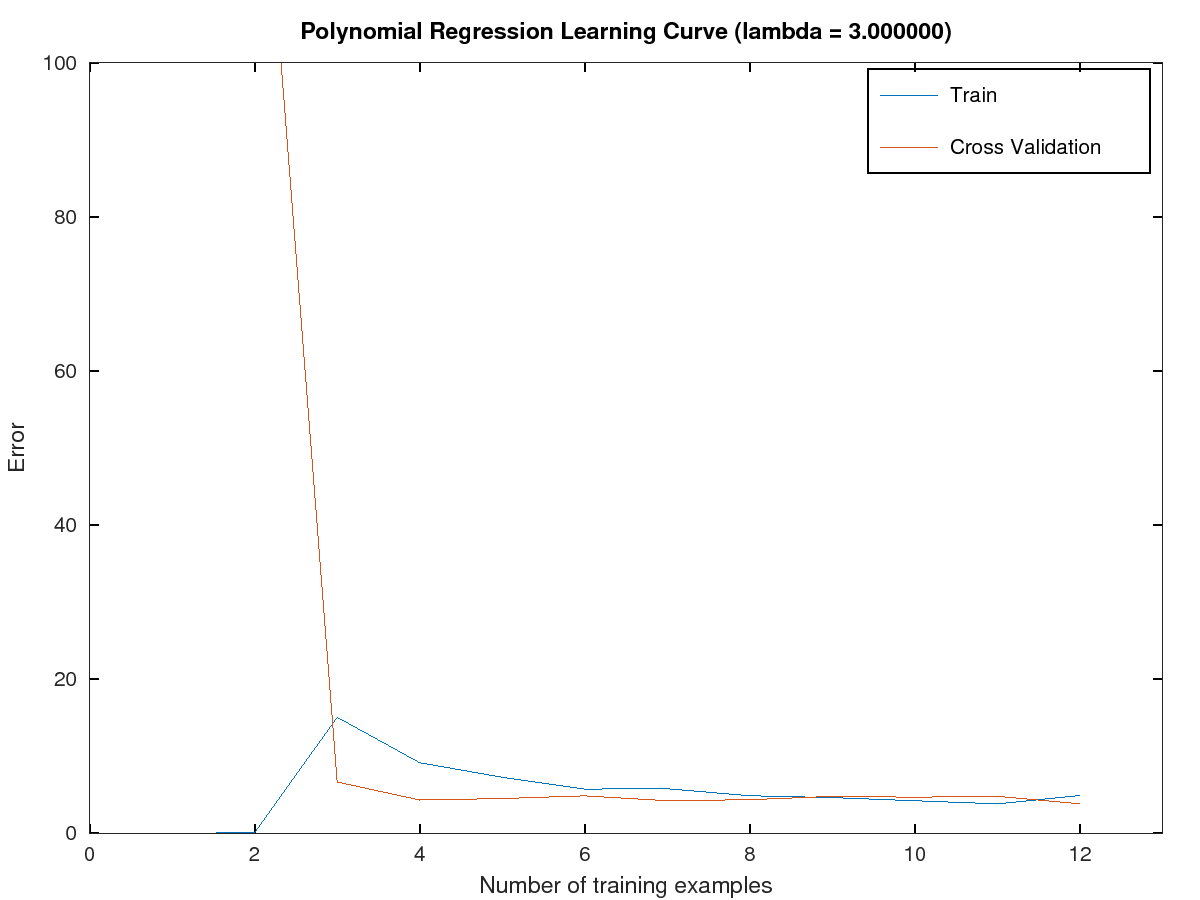 Polynomial Regression Learning Curve (lambda = 3.000000)
100
80
60
40
20
0
Error
Train
Cross Validation
0 2 4 6 8 10 12
Number of training examples